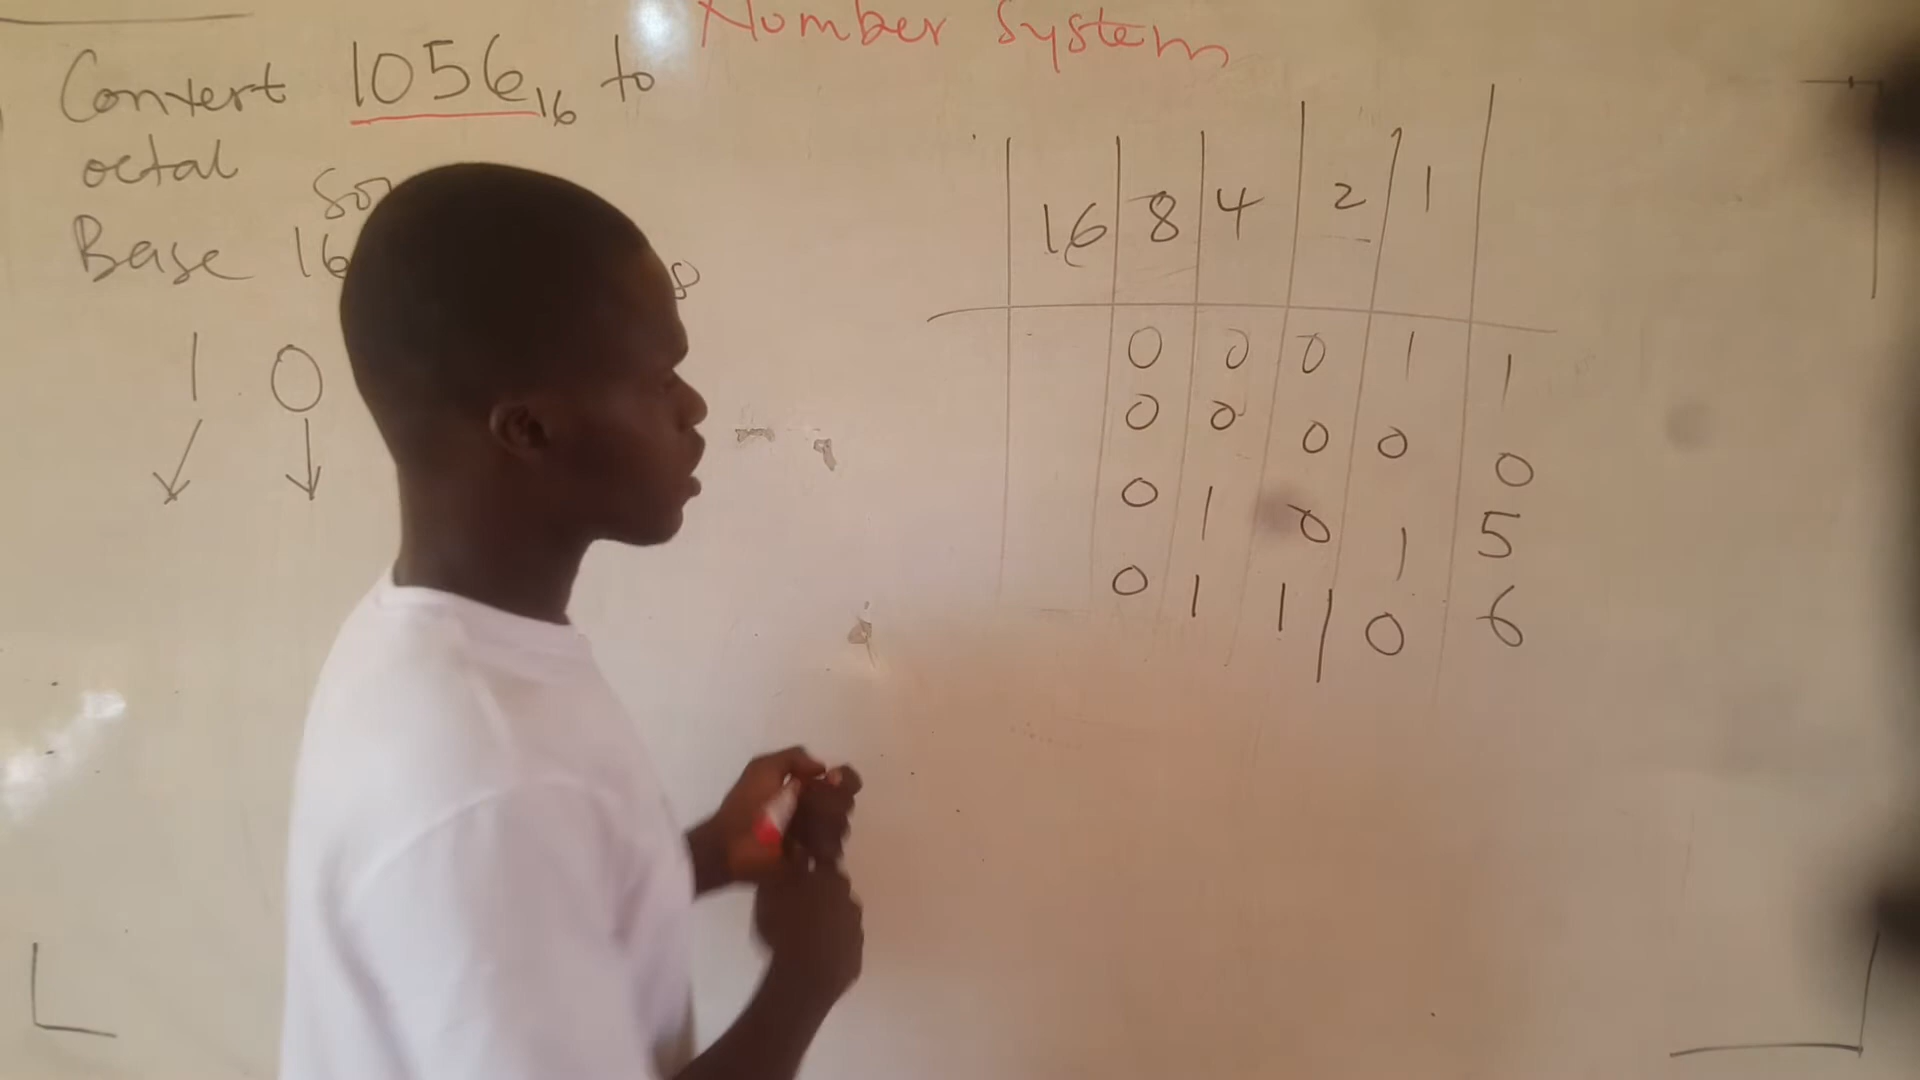 Number System
Convert 1056₁₆ to
octal
Base 16 8
1 0
16 8 4 2 1
0 0 0 1 1
0 0 0 0 0
0 1 0 1 5
0 1 1 0 6